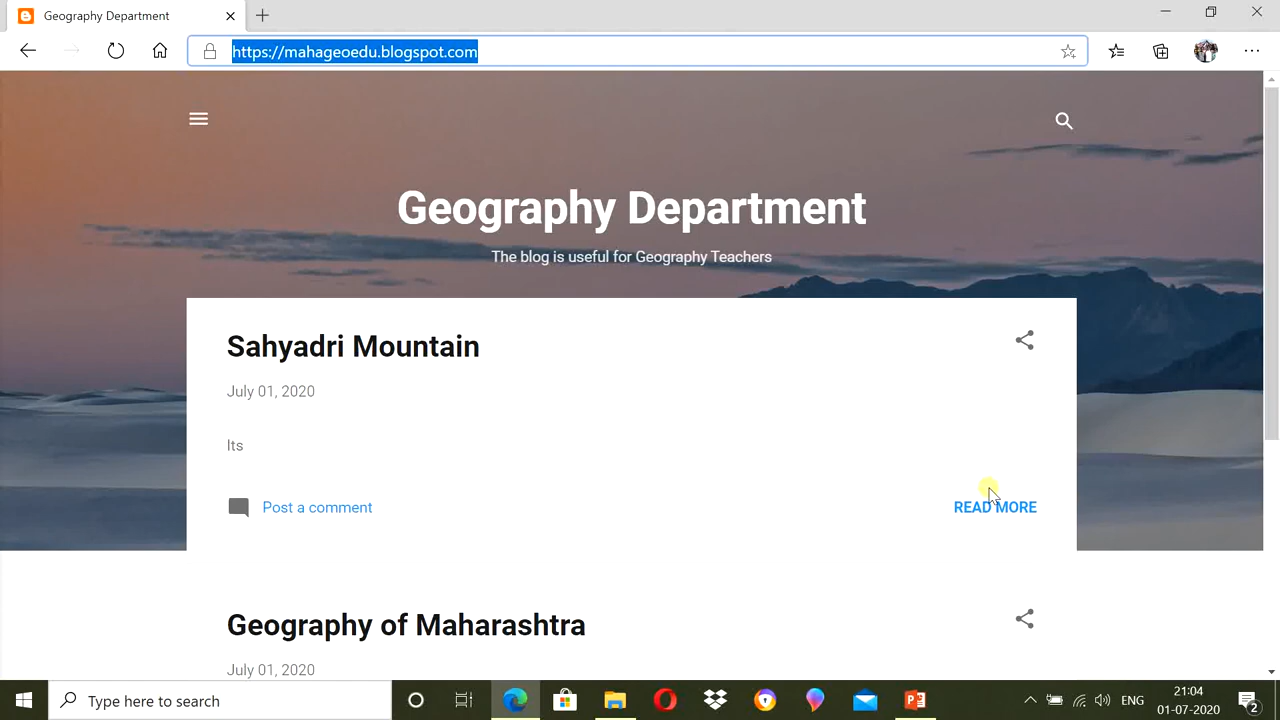 Geography Department
https://mahageoedu.blogspot.com
Geography Department
The blog is useful for Geography Teachers
Sahyadri Mountain
July 01, 2020
Its
Post a comment
READ MORE
Geography of Maharashtra
July 01, 2020
Type here to search
ENG
21:04
01-07-2020
2